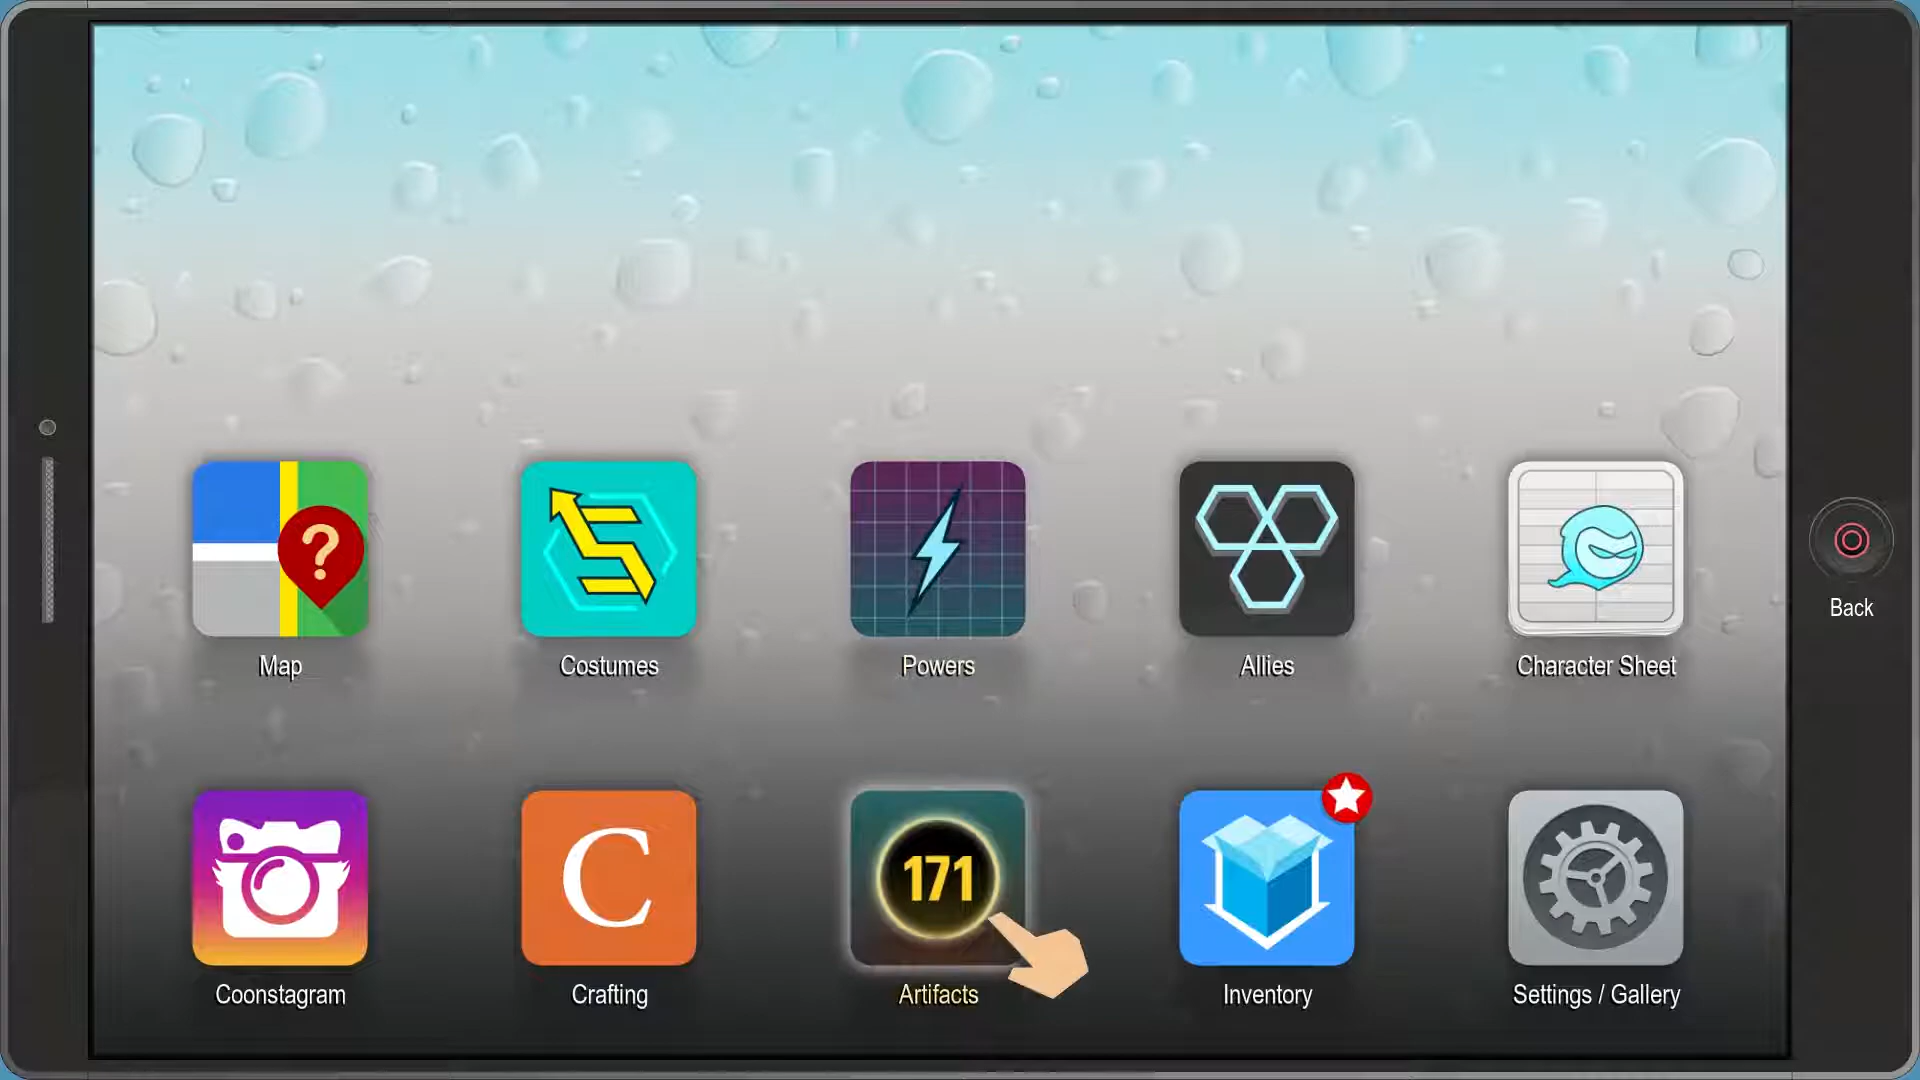 ?
Map
Costumes
Powers
Allies
Character Sheet
Back
C
171
Coonstagram
Crafting
Artifacts
Inventory
Settings / Gallery